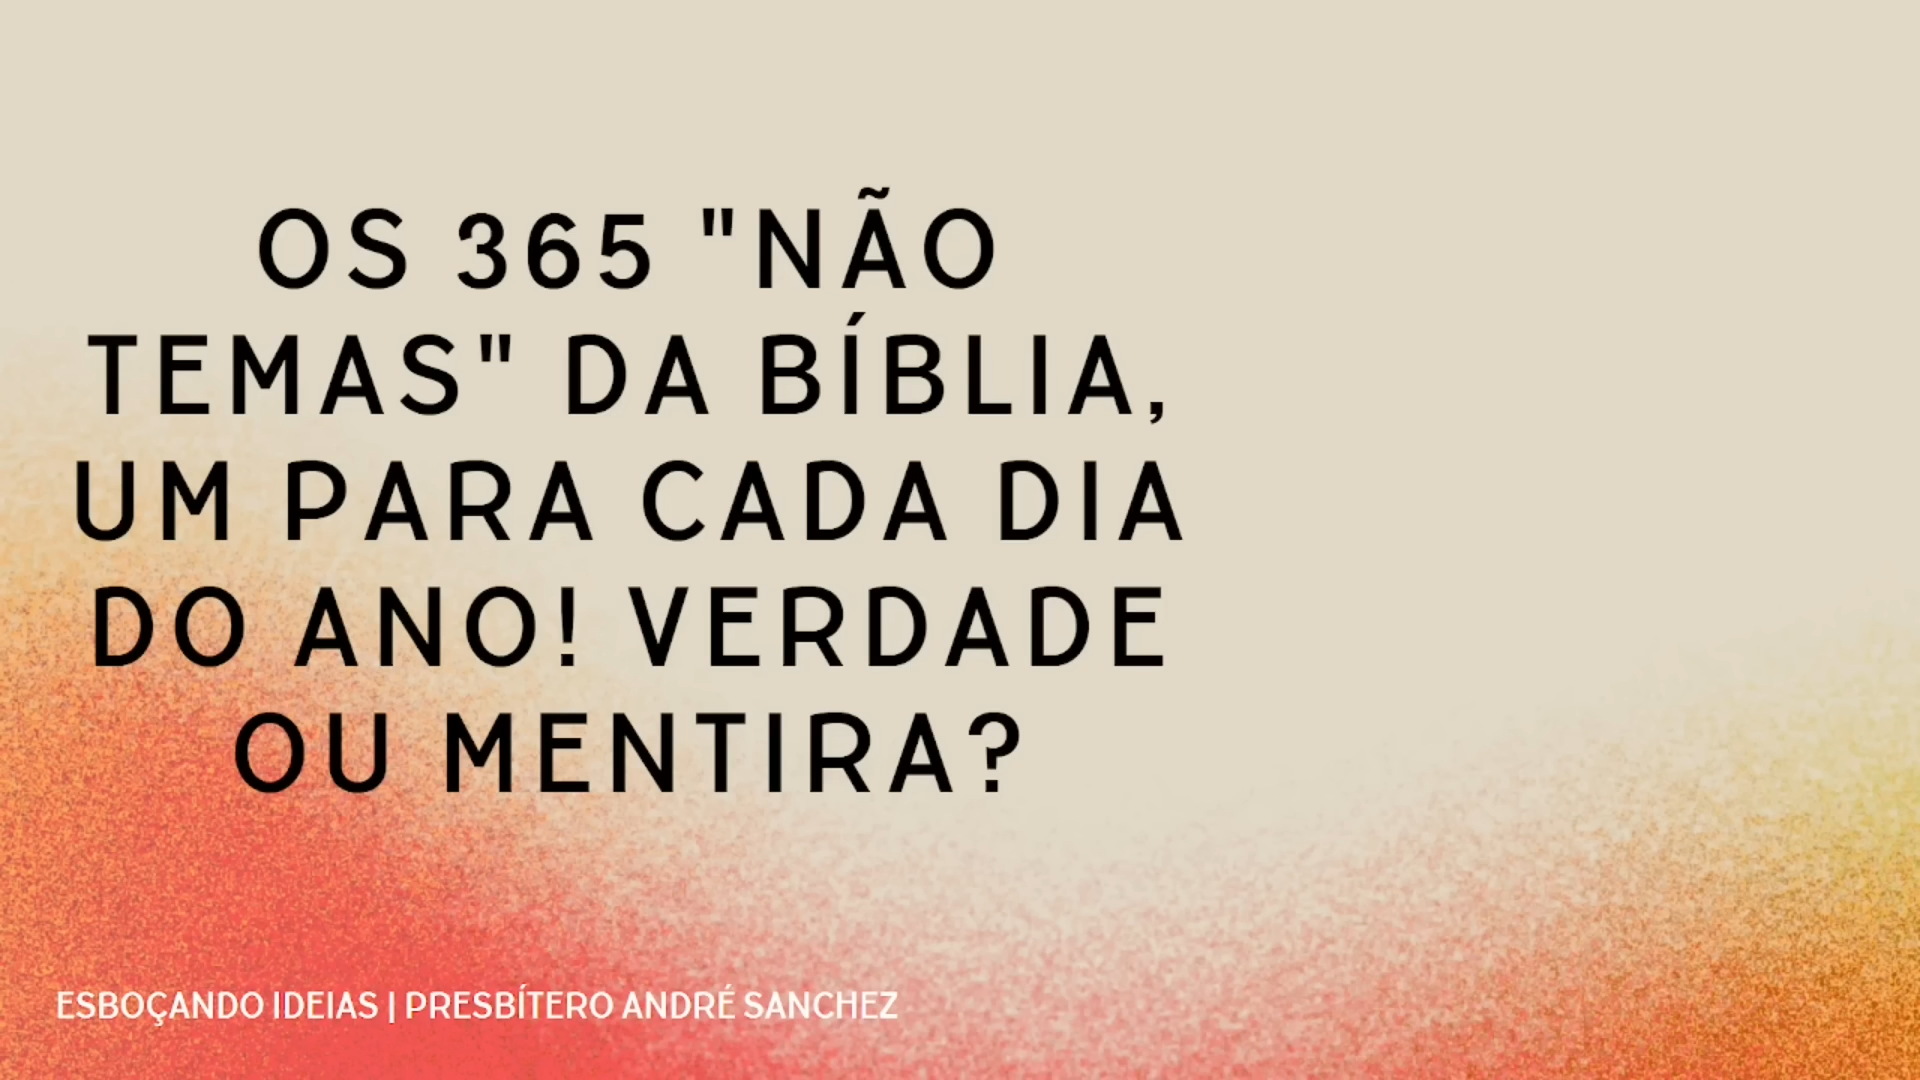 OS 365 "NÃO
TEMAS" DA BÍBLIA,
UM PARA CADA DIA
DO ANO! VERDADE
OU MENTIRA?
ESBOÇANDO IDEIAS | PRESBÍTERO ANDRÉ SANCHEZ